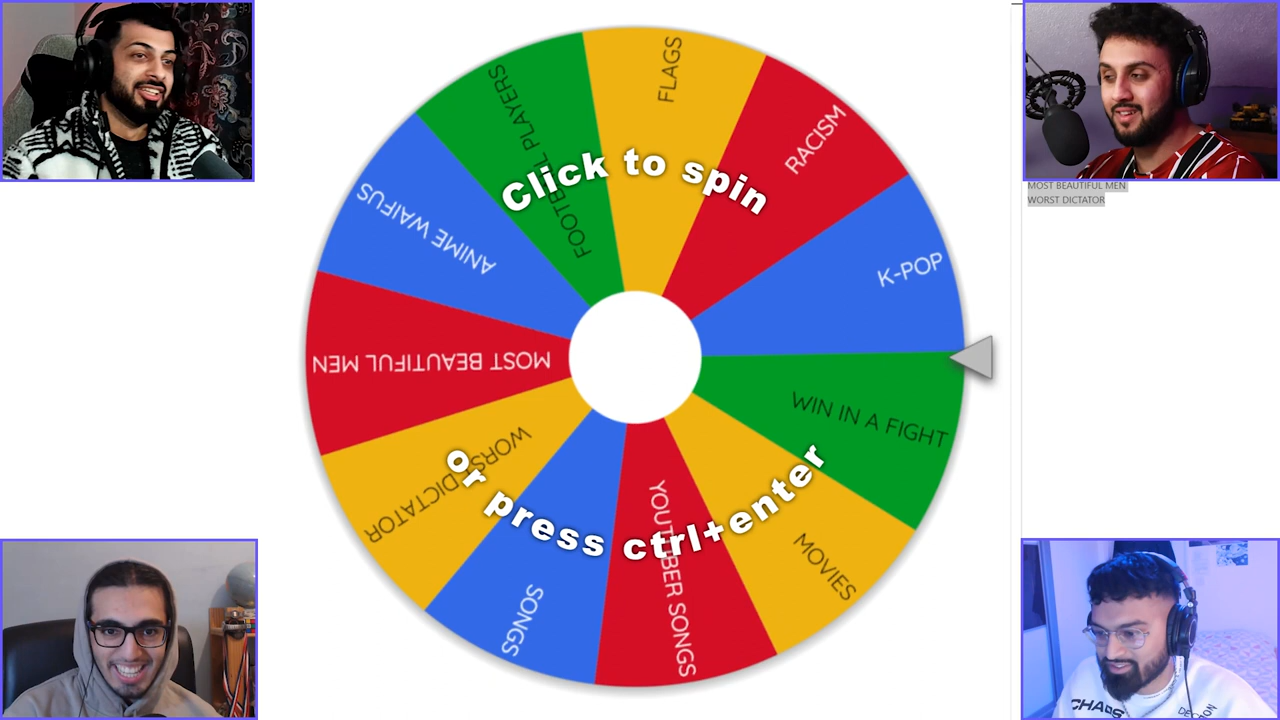 FLAGS
RACISM
K-POP
WIN IN A FIGHT
MOVIES
YOUTUBER SONGS
SONGS
WORST DICTATOR
MOST BEAUTIFUL MEN
ANIME WAIFUS
FOOTBALL PLAYERS
Click to spin
or press ctrl+enter
MOST BEAUTIFUL MEN
WORST DICTATOR
CHAOS